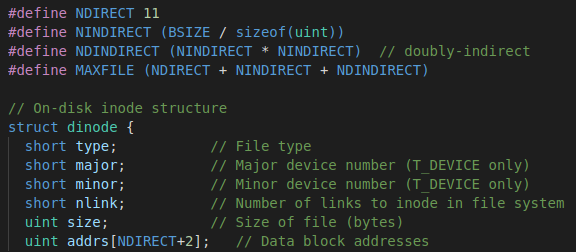 #define NDIRECT 11
#define NINDIRECT (BSIZE / sizeof(uint))
#define NDINDIRECT (NINDIRECT * NINDIRECT)  // doubly-indirect
#define MAXFILE (NDIRECT + NINDIRECT + NDINDIRECT)

// On-disk inode structure
struct dinode {
  short type;           // File type
  short major;          // Major device number (T_DEVICE only)
  short minor;          // Minor device number (T_DEVICE only)
  short nlink;          // Number of links to inode in file system
  uint size;            // Size of file (bytes)
  uint addrs[NDIRECT+2];   // Data block addresses